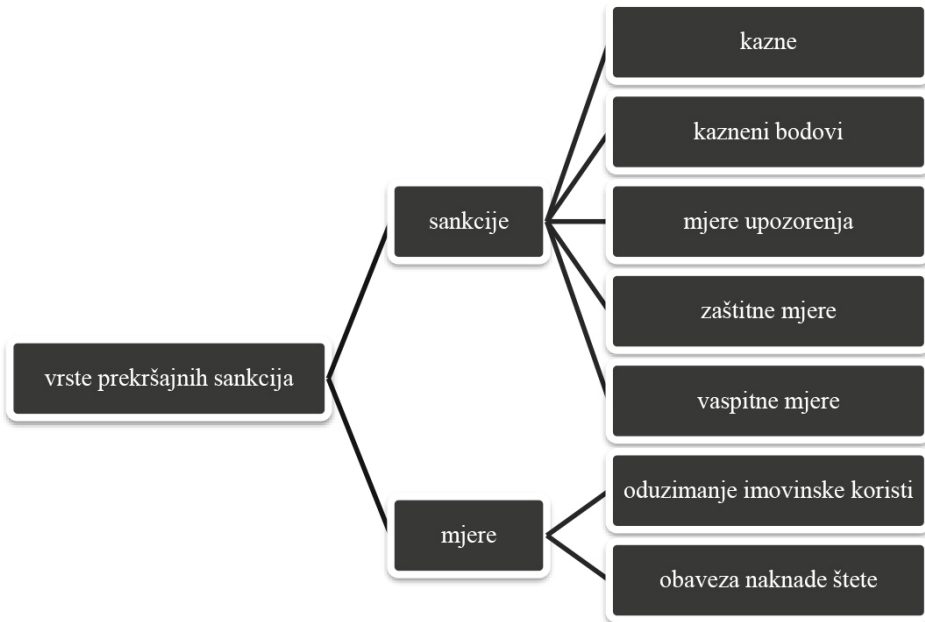 vrste prekršajnih sankcija
sankcije
kazne
kazneni bodovi
mjere upozorenja
zaštitne mjere
vaspitne mjere
mjere
oduzimanje imovinske koristi
obaveza naknade štete